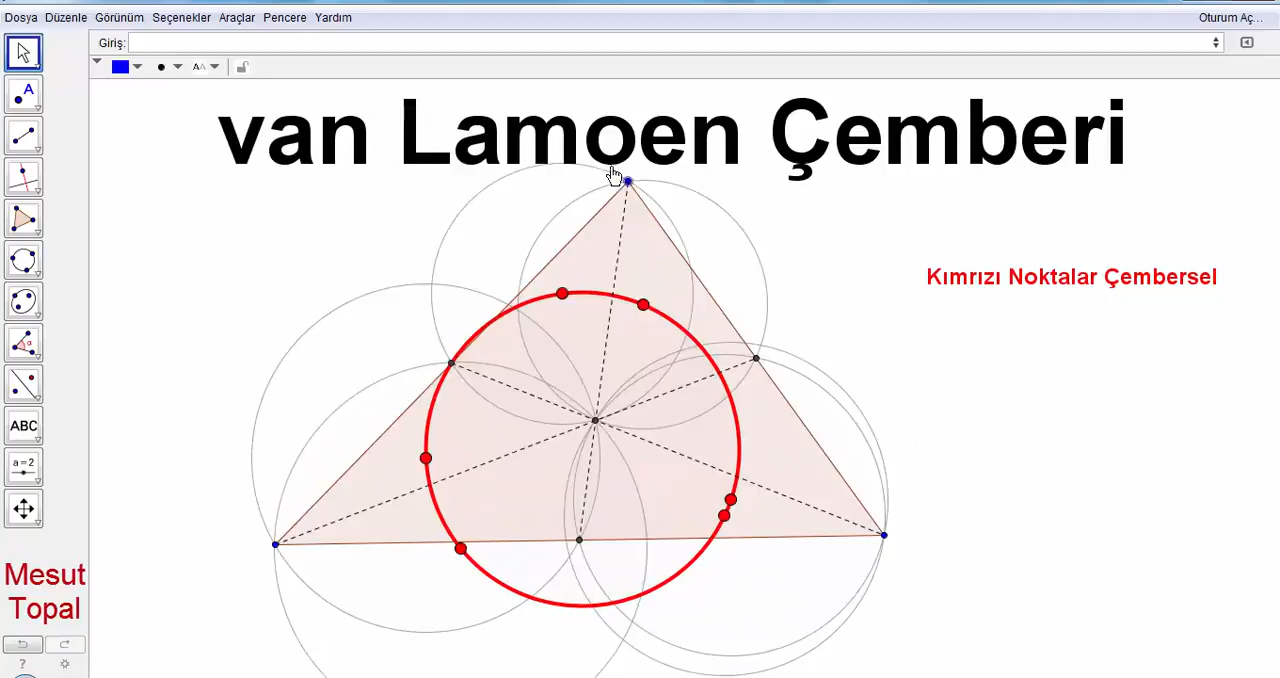 Dosya Düzenle Görünüm Seçenekler Araçlar Pencere Yardım Oturum Aç...
Giriş:
AA
A
van Lamoen Çemberi
Kımrızı Noktalar Çembersel
α
ABC
a=2
Mesut
Topal
?